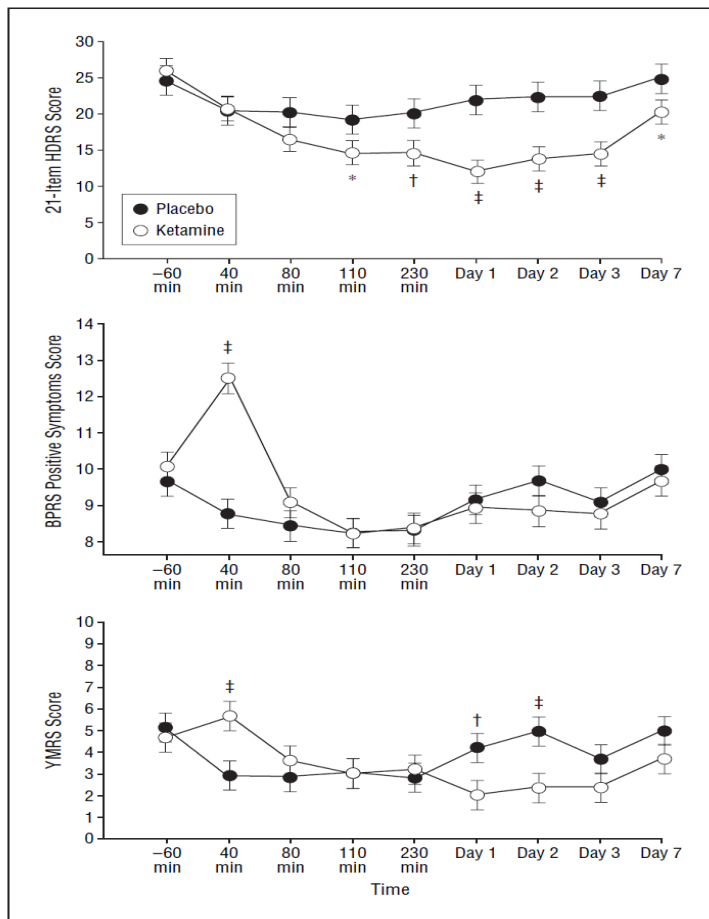 21-Item HDRS Score
30
25
20
15
10
5
0
* † ‡ ‡ ‡ *
Placebo
Ketamine
–60 min 40 min 80 min 110 min 230 min Day 1 Day 2 Day 3 Day 7
BPRS Positive Symptoms Score
14
13
12
11
10
9
8
‡
–60 min 40 min 80 min 110 min 230 min Day 1 Day 2 Day 3 Day 7
YMRS Score
10
9
8
7
6
5
4
3
2
1
0
‡ † ‡
–60 min 40 min 80 min 110 min 230 min Day 1 Day 2 Day 3 Day 7
Time